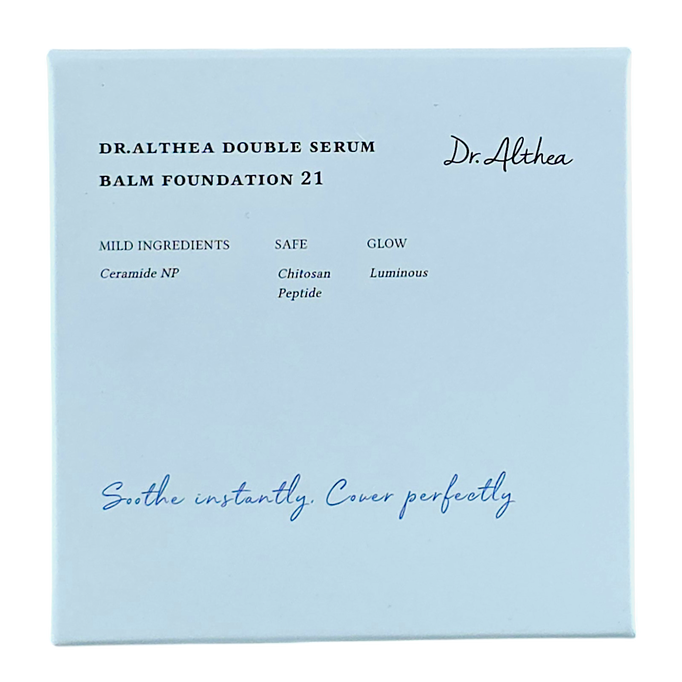 DR.ALTHEA DOUBLE SERUM
BALM FOUNDATION 21
Dr.Althea
MILD INGREDIENTS
Ceramide NP
SAFE
Chitosan
Peptide
GLOW
Luminous
Soothe instantly. Cover perfectly